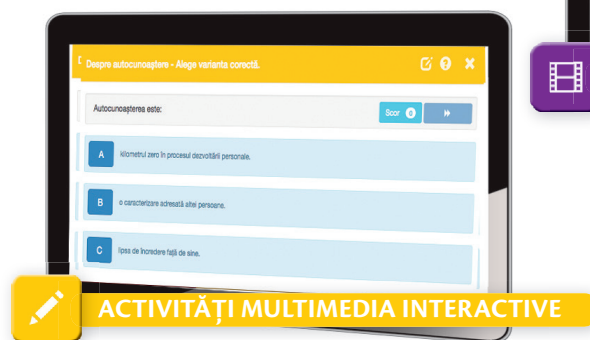 Despre autocunoaștere - Alege varianta corectă.
Autocunoașterea este:
Scor 0
A kilometrul zero în procesul dezvoltării personale.
B o caracterizare adresată altei persoane.
C lipsa de încredere față de sine.
ACTIVITĂȚI MULTIMEDIA INTERACTIVE